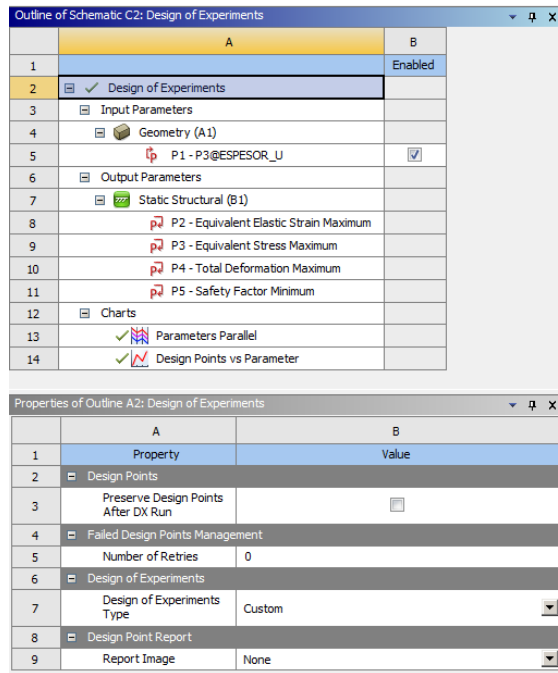 Outline of Schematic C2: Design of Experiments
A B
1 Enabled
2 Design of Experiments
3 Input Parameters
4 Geometry (A1)
5 P1 - P3@ESPESOR_U
6 Output Parameters
7 Static Structural (B1)
8 P2 - Equivalent Elastic Strain Maximum
9 P3 - Equivalent Stress Maximum
10 P4 - Total Deformation Maximum
11 P5 - Safety Factor Minimum
12 Charts
13 Parameters Parallel
14 Design Points vs Parameter
Properties of Outline A2: Design of Experiments
A B
1 Property Value
2 Design Points
3 Preserve Design Points
After DX Run
4 Failed Design Points Management
5 Number of Retries 0
6 Design of Experiments
7 Design of Experiments
Type Custom
8 Design Point Report
9 Report Image None